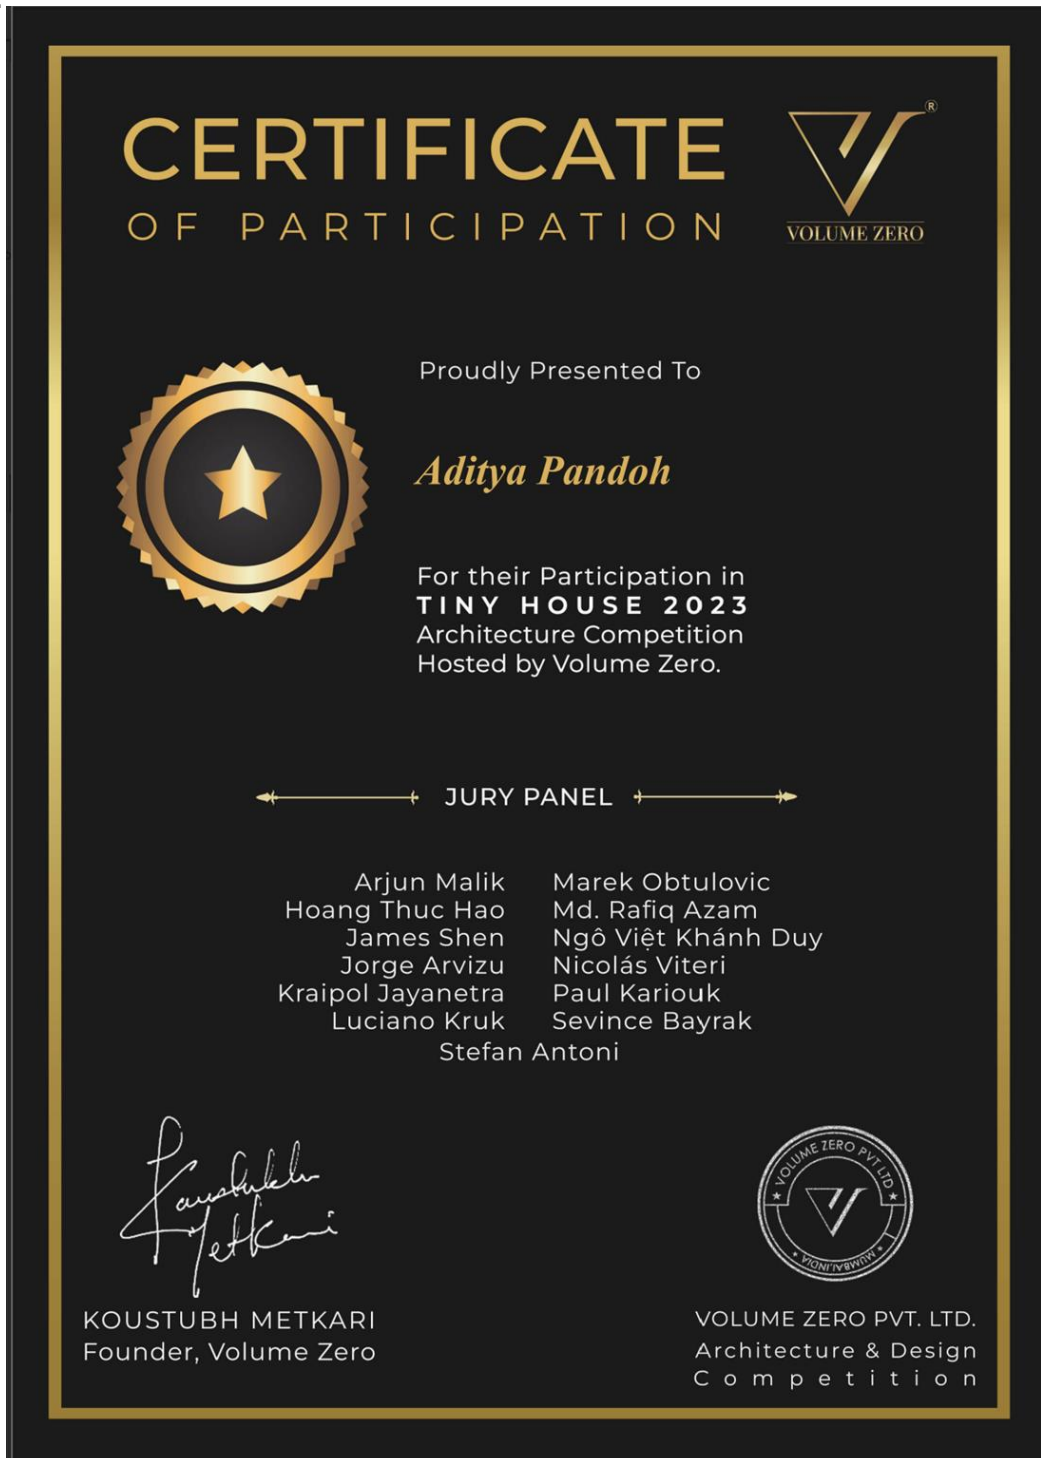 CERTIFICATE
OF PARTICIPATION
®
VOLUME ZERO
Proudly Presented To
Aditya Pandoh
For their Participation in
TINY HOUSE 2023
Architecture Competition
Hosted by Volume Zero.
JURY PANEL
Arjun Malik
Hoang Thuc Hao
James Shen
Jorge Arvizu
Kraipol Jayanetra
Luciano Kruk
Marek Obtulovic
Md. Rafiq Azam
Ngô Việt Khánh Duy
Nicolás Viteri
Paul Kariouk
Sevince Bayrak
Stefan Antoni
Koustubh
Metkari
KOUSTUBH METKARI
Founder, Volume Zero
VOLUME ZERO PVT LTD
MUMBAI, INDIA
VOLUME ZERO PVT. LTD.
Architecture & Design
Competition